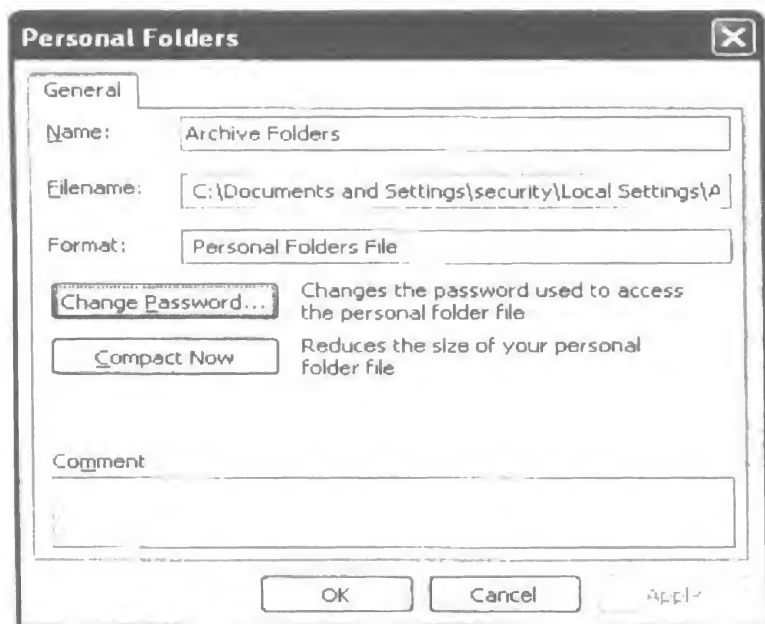 Personal Folders
General
Name: Archive Folders
Filename: C:\Documents and Settings\security\Local Settings\A
Format: Personal Folders File
Change Password... Changes the password used to access
the personal folder file
Compact Now Reduces the size of your personal
folder file
Comment
OK Cancel Apply